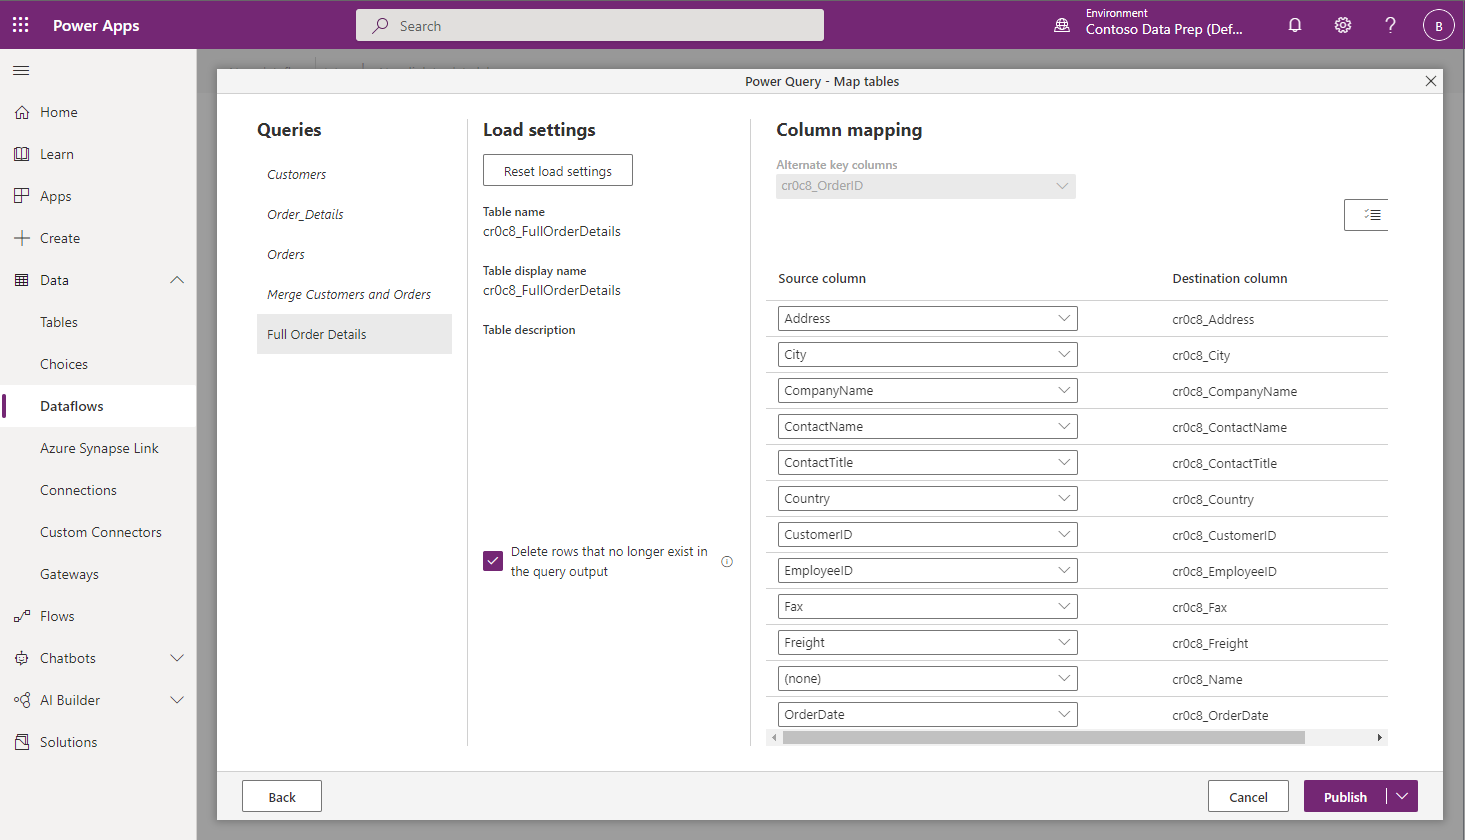 Power Apps
Search
Environment
Contoso Data Prep (Def...
?
B
Home
Learn
Apps
Create
Data
Tables
Choices
Dataflows
Azure Synapse Link
Connections
Custom Connectors
Gateways
Flows
Chatbots
AI Builder
Solutions
Power Query - Map tables
Queries
Customers
Order_Details
Orders
Merge Customers and Orders
Full Order Details
Load settings
Reset load settings
Table name
cr0c8_FullOrderDetails
Table display name
cr0c8_FullOrderDetails
Table description
Delete rows that no longer exist in
the query output
Column mapping
Alternate key columns
cr0c8_OrderID
Source column Destination column
Address cr0c8_Address
City cr0c8_City
CompanyName cr0c8_CompanyName
ContactName cr0c8_ContactName
ContactTitle cr0c8_ContactTitle
Country cr0c8_Country
CustomerID cr0c8_CustomerID
EmployeeID cr0c8_EmployeeID
Fax cr0c8_Fax
Freight cr0c8_Freight
(none) cr0c8_Name
OrderDate cr0c8_OrderDate
Back
Cancel
Publish